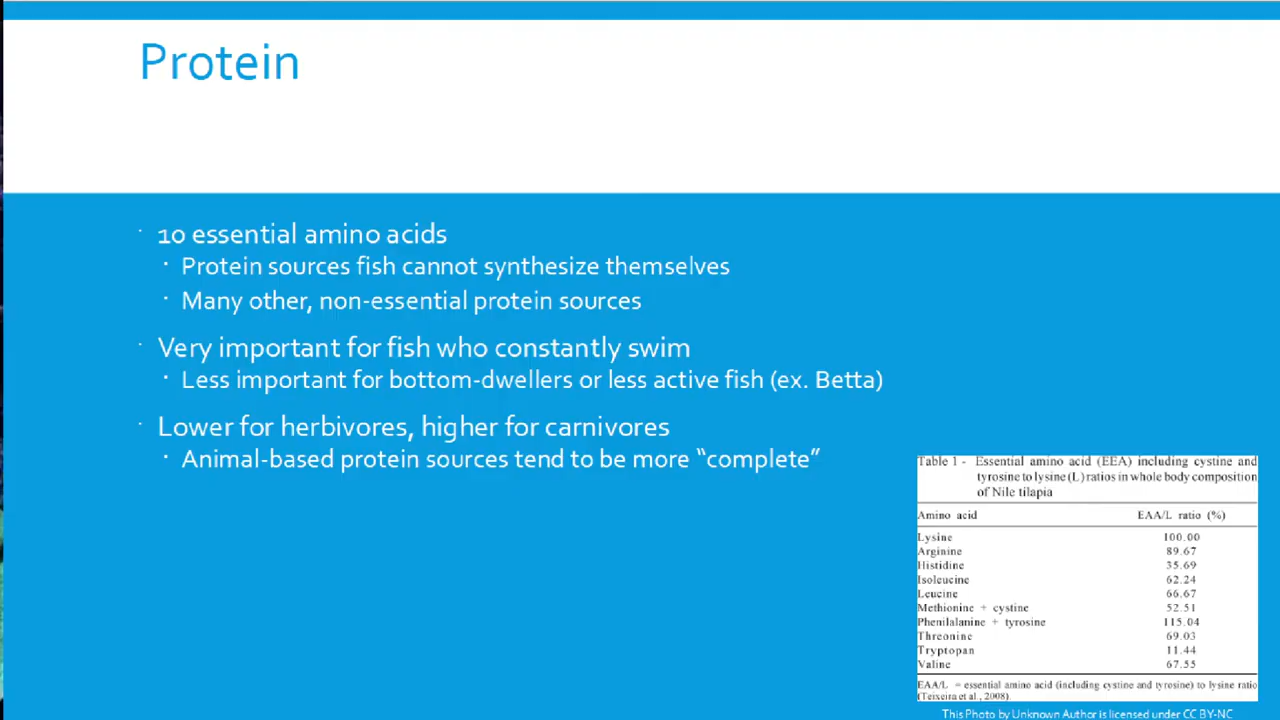 Protein
10 essential amino acids
Protein sources fish cannot synthesize themselves
Many other, non-essential protein sources
Very important for fish who constantly swim
Less important for bottom-dwellers or less active fish (ex. Betta)
Lower for herbivores, higher for carnivores
Animal-based protein sources tend to be more “complete”
Table 1 - Essential amino acid (EEA) including cystine and
tyrosine to lysine (L) ratios in whole body composition
of Nile tilapia
Amino acid EAA/L ratio (%)
Lysine 100.00
Arginine 89.67
Histidine 35.69
Isoleucine 62.24
Leucine 66.67
Methionine + cystine 52.51
Phenilalanine + tyrosine 115.04
Threonine 69.03
Tryptopan 11.44
Valine 67.55
EAA/L = essential amino acid (including cystine and tyrosine) to lysine ratio
(Teixeira et al., 2008).
This Photo by Unknown Author is licensed under CC BY-NC